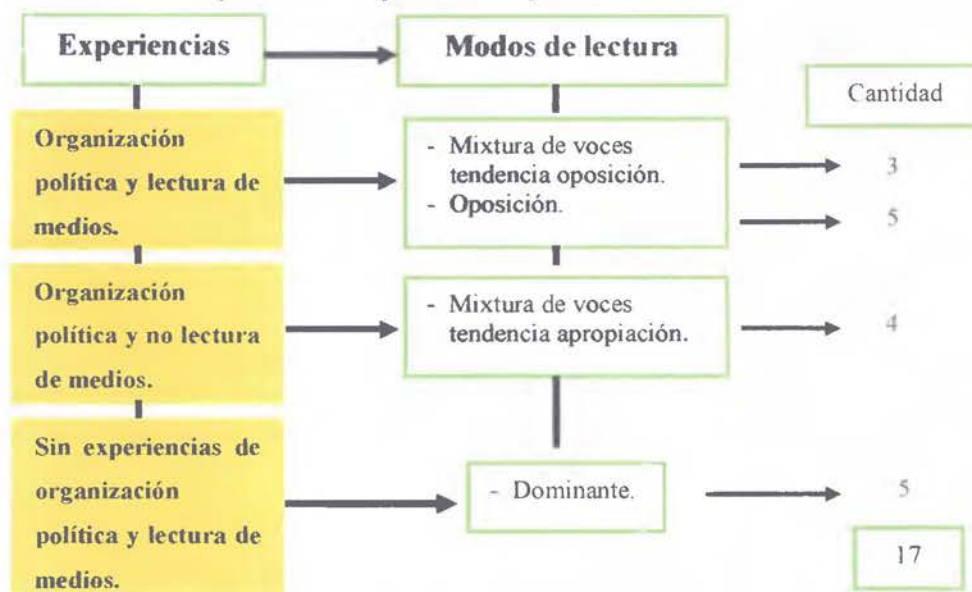 Experiencias
Modos de lectura
Cantidad
Organización
política y lectura de
medios.
- Mixtura de voces
tendencia oposición.
- Oposición.
3
5
Organización
política y no lectura
de medios.
- Mixtura de voces
tendencia apropiación.
4
Sin experiencias de
organización
política y lectura de
medios.
- Dominante.
5
17